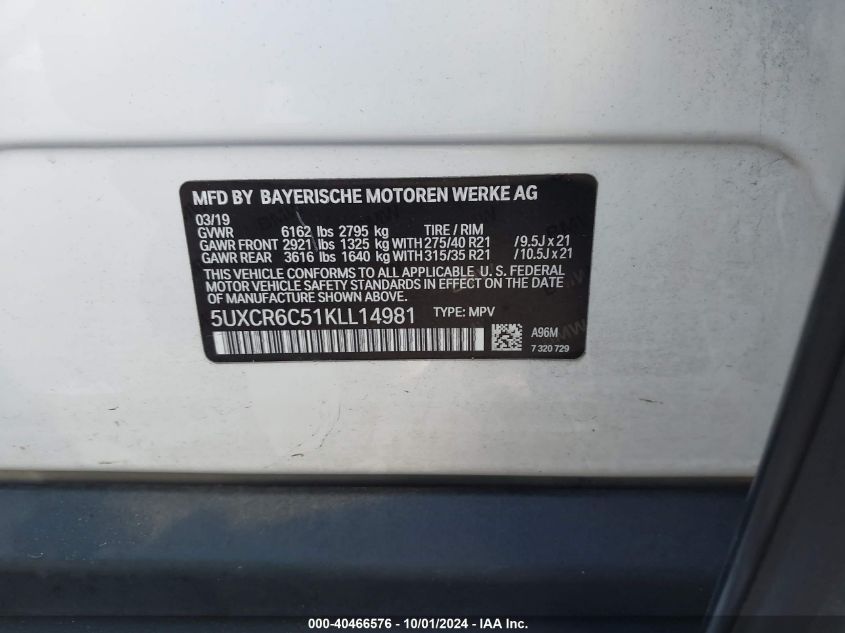 MFD BY BAYERISCHE MOTOREN WERKE AG
03/19
GVWR 6162 lbs 2795 kg TIRE / RIM
GAWR FRONT 2921 lbs 1325 kg WITH 275/40 R21 / 9.5J x 21
GAWR REAR 3616 lbs 1640 kg WITH 315/35 R21 / 10.5J x 21
THIS VEHICLE CONFORMS TO ALL APPLICABLE U. S. FEDERAL
MOTOR VEHICLE SAFETY STANDARDS IN EFFECT ON THE DATE
OF MANUFACTURE SHOWN ABOVE.
5UXCR6C51KLL14981 TYPE: MPV
A96M
7 320 729
000-40466576 - 10/01/2024 - IAA Inc.